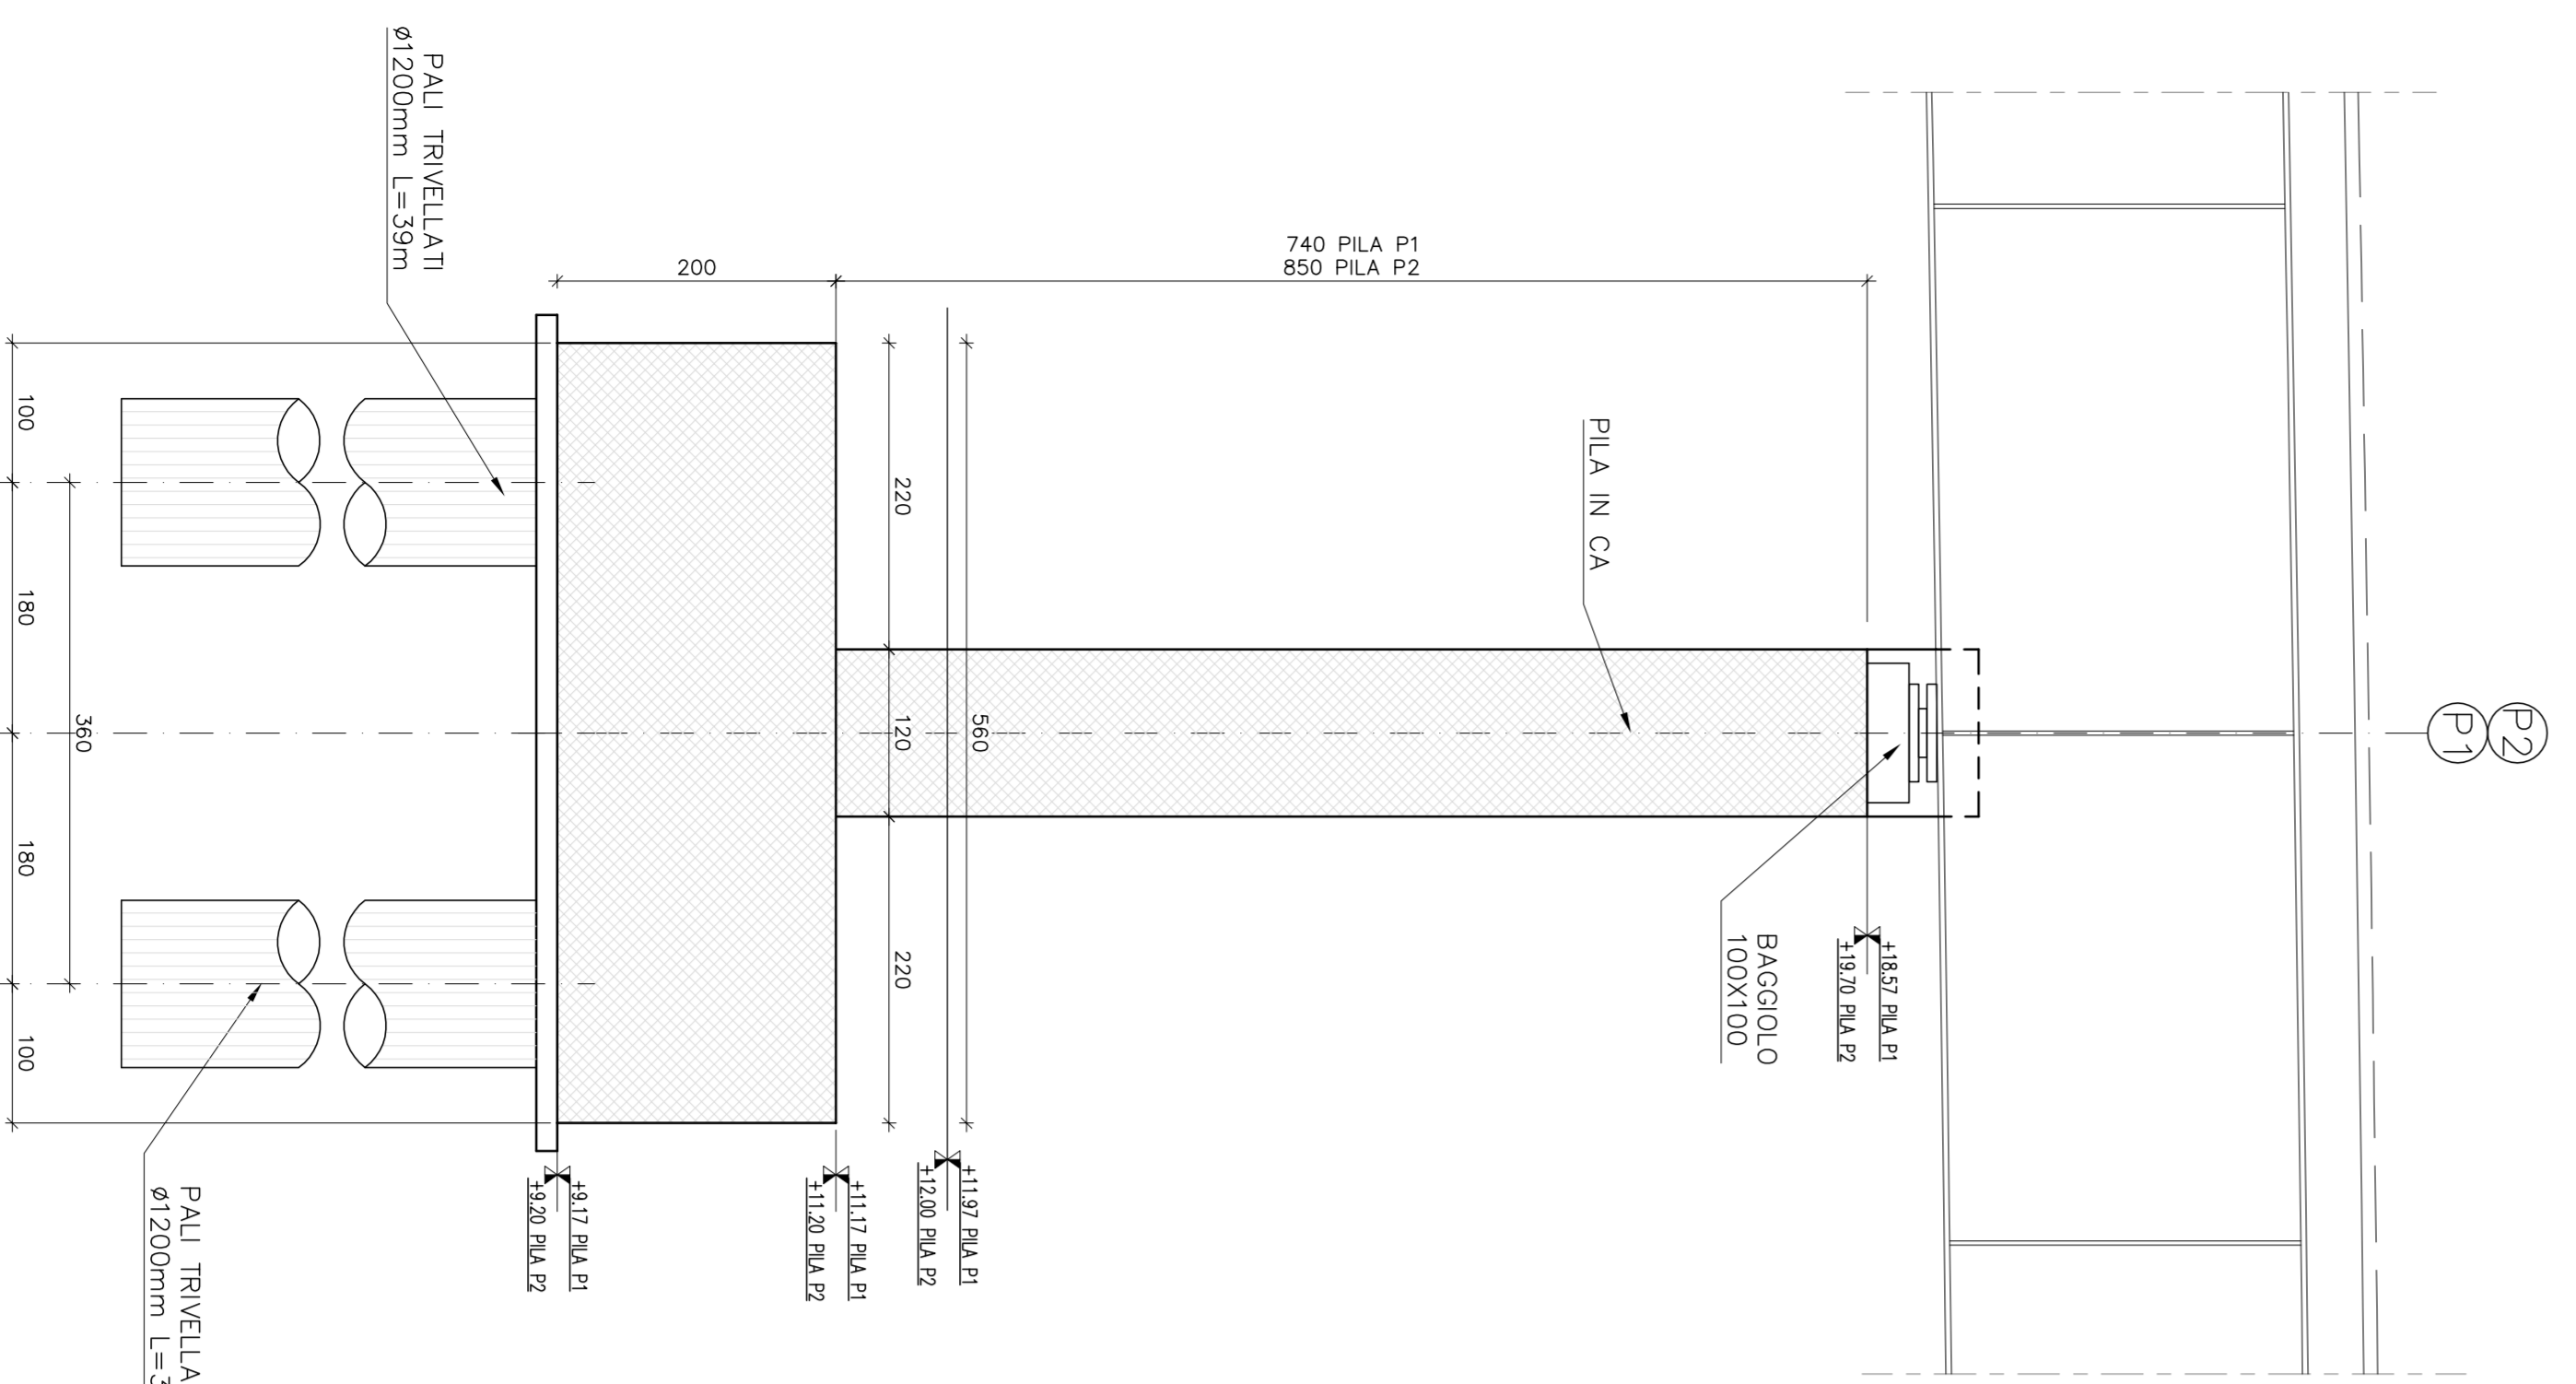 P2
P1
740 PILA P1
850 PILA P2
200
PALI TRIVELLATI
Ø1200mm L=39m
PILA IN CA
BAGGIOLO
100X100
+18.57 PILA P1
+19.70 PILA P2
560
220
120
220
+11.97 PILA P1
+12.00 PILA P2
+11.17 PILA P1
+11.20 PILA P2
+9.17 PILA P1
+9.20 PILA P2
360
100
180
180
100
PALI TRIVELLA
Ø1200mm L=3